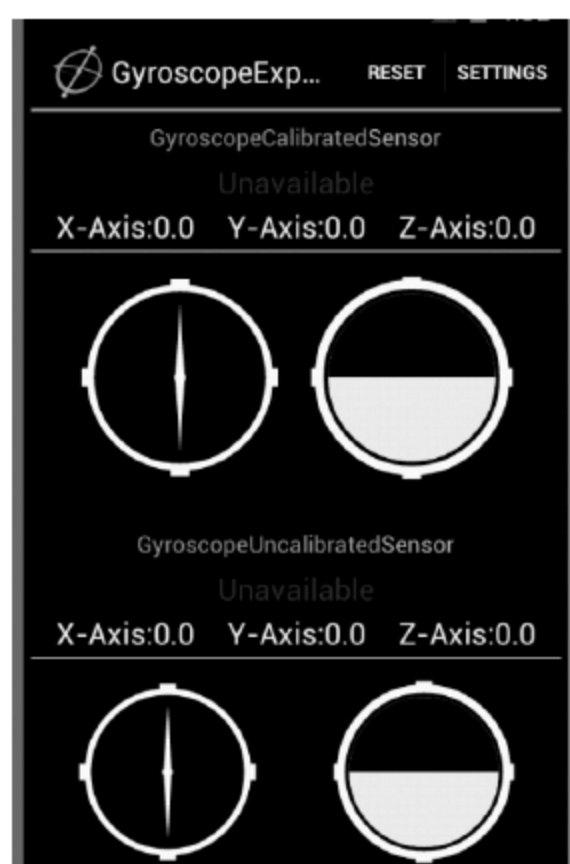 GyroscopeExp... RESET SETTINGS
GyroscopeCalibratedSensor
Unavailable
X-Axis:0.0 Y-Axis:0.0 Z-Axis:0.0
GyroscopeUncalibratedSensor
Unavailable
X-Axis:0.0 Y-Axis:0.0 Z-Axis:0.0